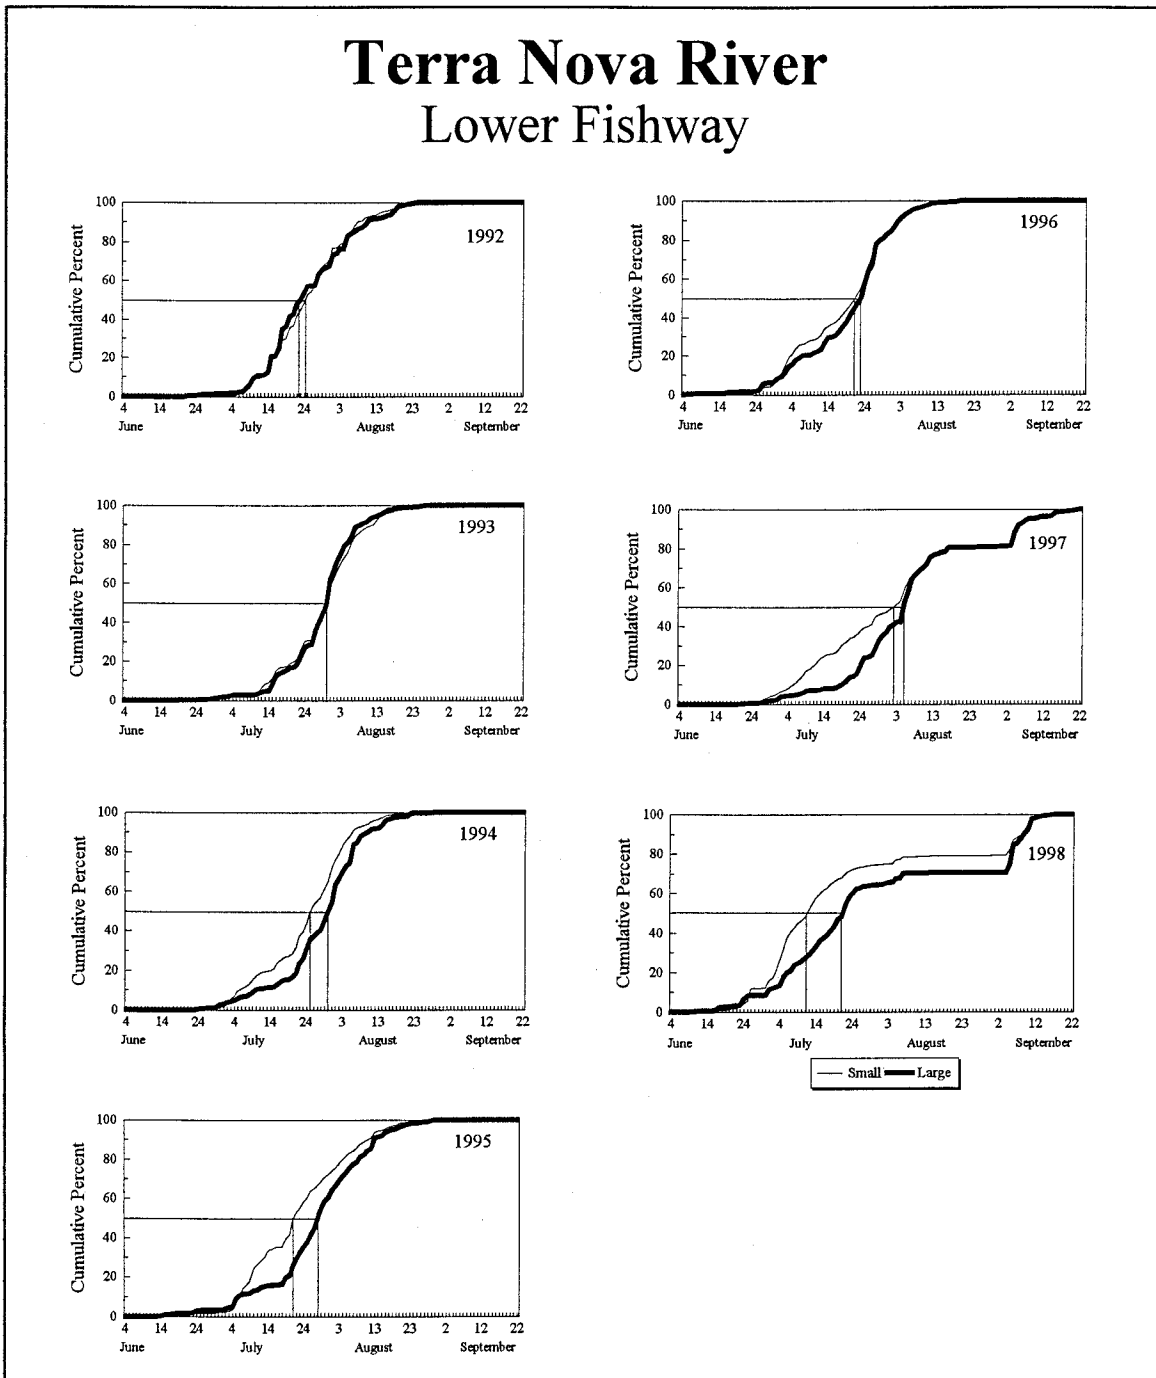 Terra Nova River
Lower Fishway
1992
Cumulative Percent
100
80
60
40
20
0
4 14 24 4 14 24 3 13 23 2 12 22
June July August September
1996
Cumulative Percent
100
80
60
40
20
0
4 14 24 4 14 24 3 13 23 2 12 22
June July August September
1993
Cumulative Percent
100
80
60
40
20
0
4 14 24 4 14 24 3 13 23 2 12 22
June July August September
1997
Cumulative Percent
100
80
60
40
20
0
4 14 24 4 14 24 3 13 23 2 12 22
June July August September
1994
Cumulative Percent
100
80
60
40
20
0
4 14 24 4 14 24 3 13 23 2 12 22
June July August September
1998
Cumulative Percent
100
80
60
40
20
0
4 14 24 4 14 24 3 13 23 2 12 22
June July August September
Small Large
1995
Cumulative Percent
100
80
60
40
20
0
4 14 24 4 14 24 3 13 23 2 12 22
June July August September